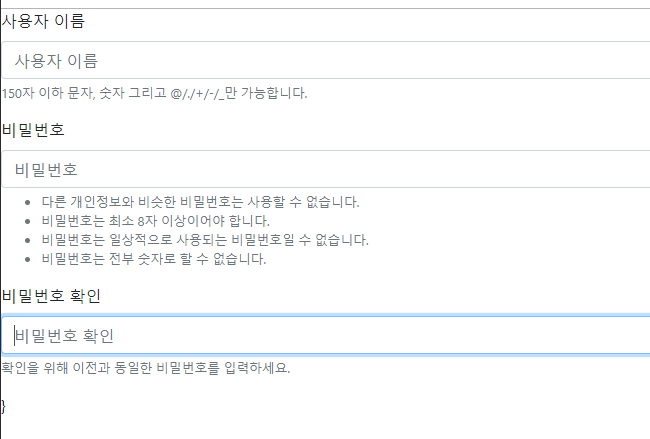 사용자 이름
사용자 이름
150자 이하 문자, 숫자 그리고 @/./+/-/_만 가능합니다.
비밀번호
비밀번호
다른 개인정보와 비슷한 비밀번호는 사용할 수 없습니다.
비밀번호는 최소 8자 이상이어야 합니다.
비밀번호는 일상적으로 사용되는 비밀번호일 수 없습니다.
비밀번호는 전부 숫자로 할 수 없습니다.
비밀번호 확인
비밀번호 확인
확인을 위해 이전과 동일한 비밀번호를 입력하세요.
}